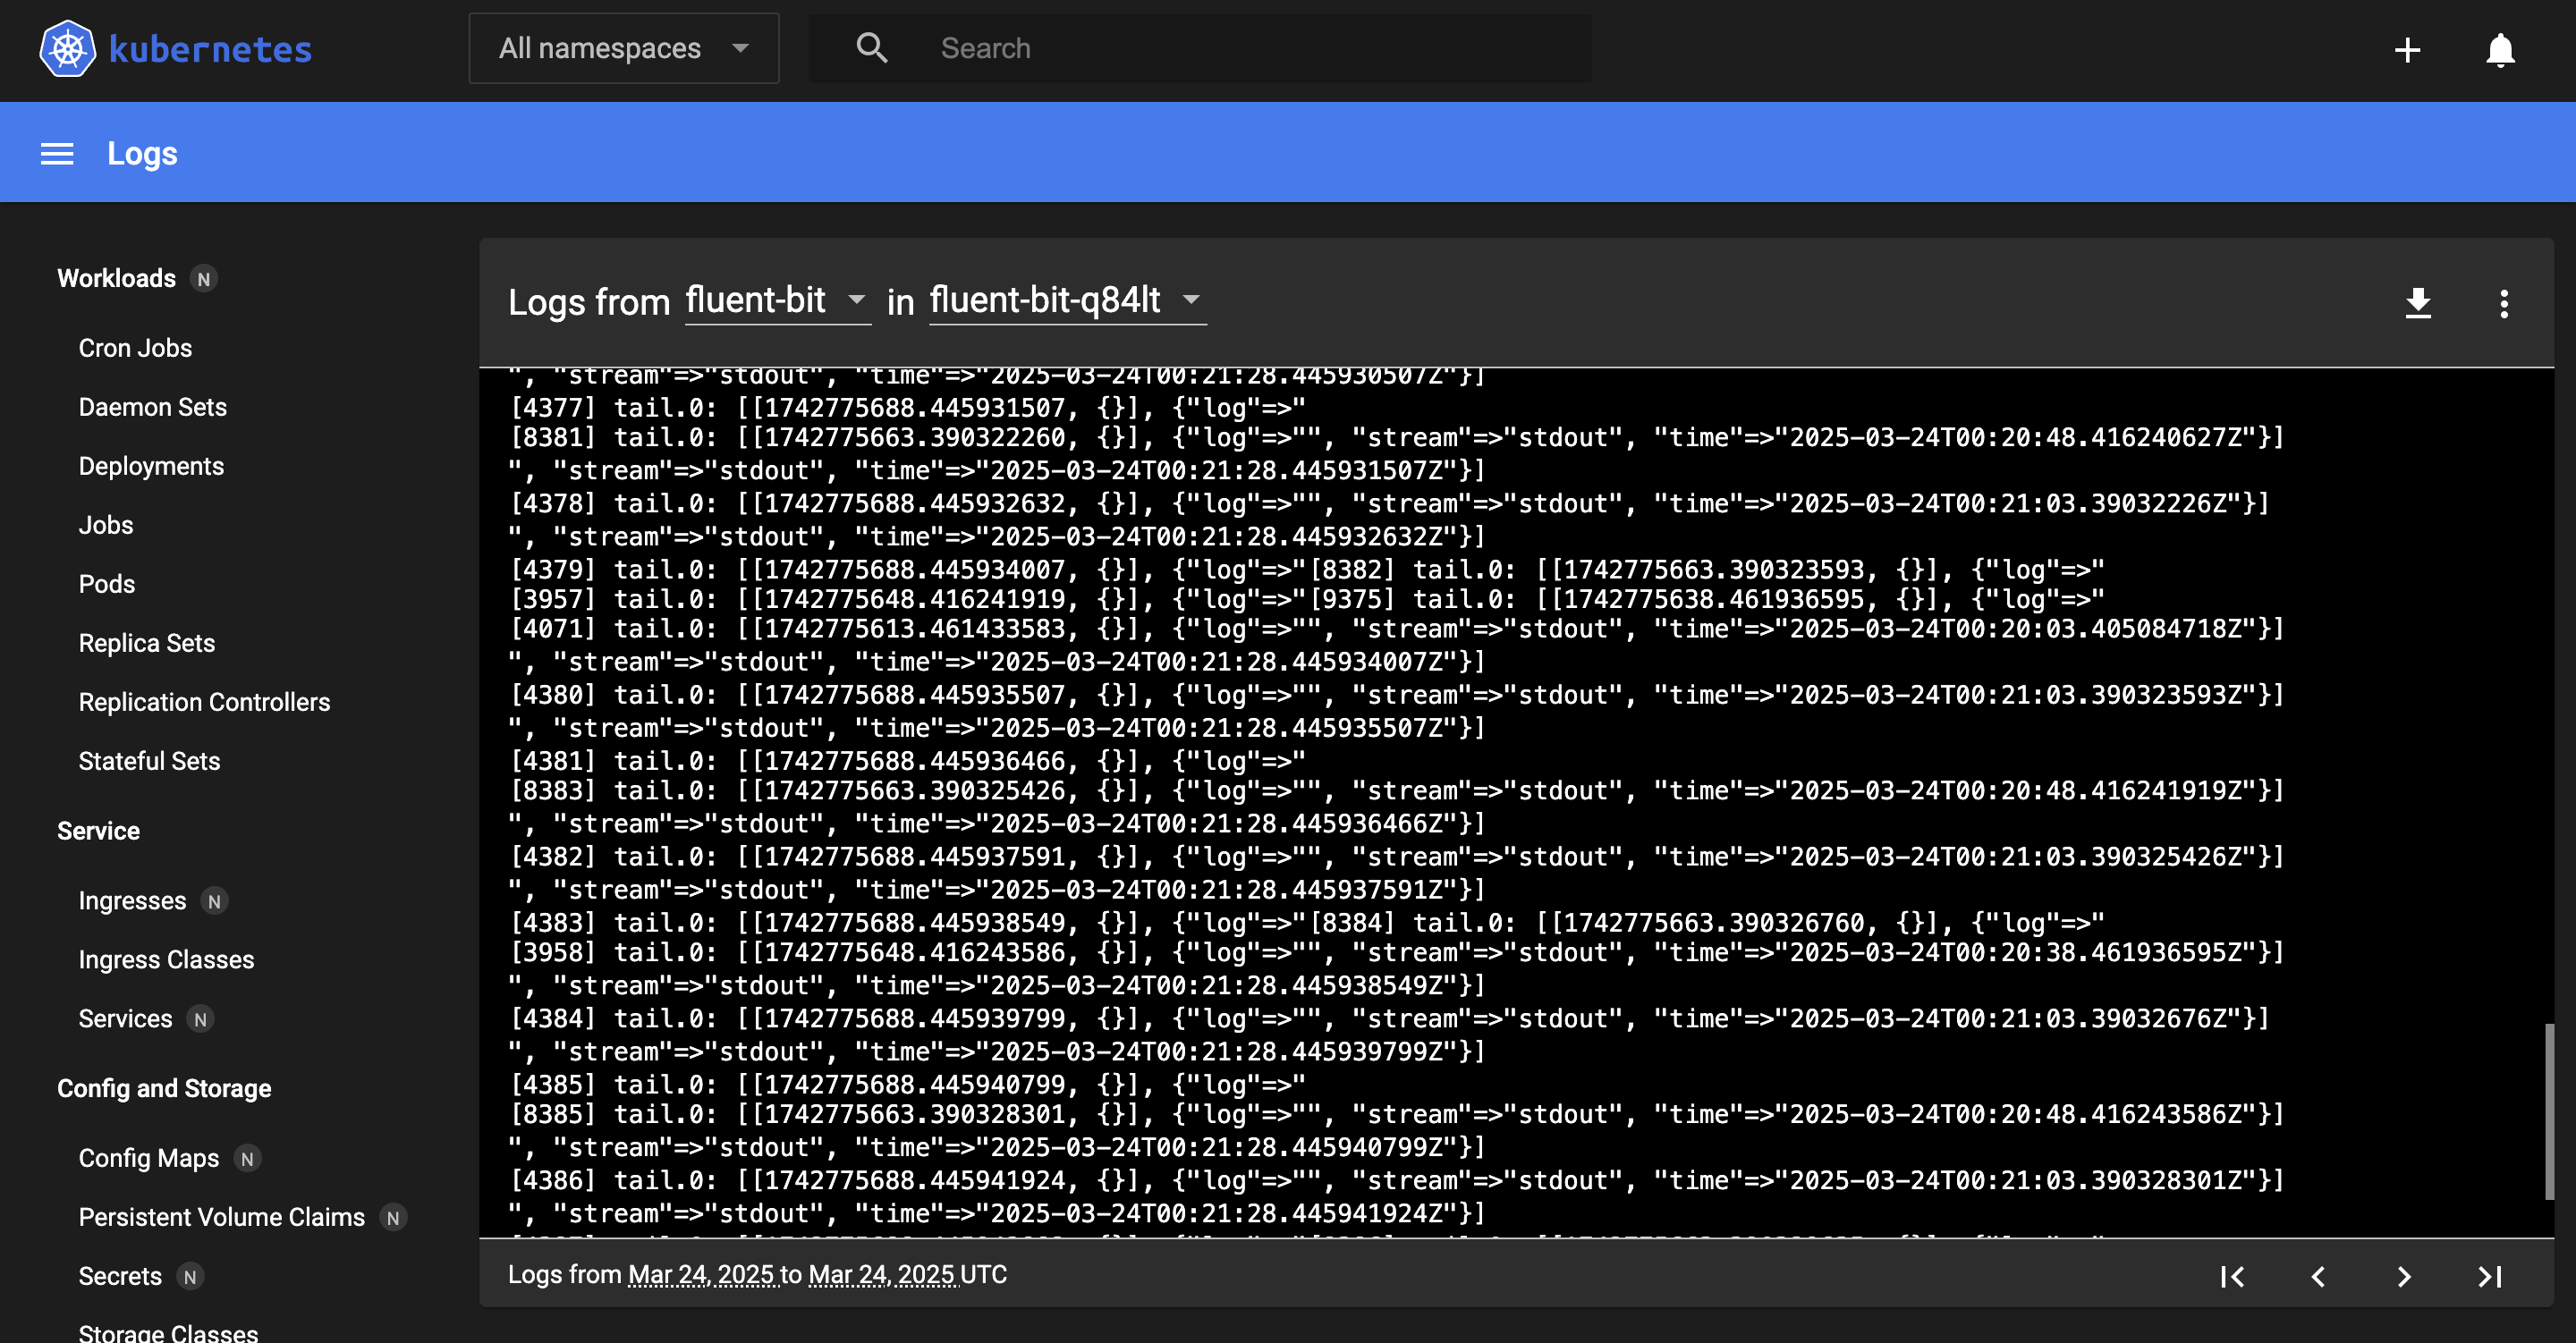 kubernetes
All namespaces
Search
Logs
Workloads N
Cron Jobs
Daemon Sets
Deployments
Jobs
Pods
Replica Sets
Replication Controllers
Stateful Sets
Service
Ingresses N
Ingress Classes
Services N
Config and Storage
Config Maps N
Persistent Volume Claims N
Secrets N
Storage Classes
Logs from fluent-bit in fluent-bit-q84lt
", "stream"=>"stdout", "time"=>"2025-03-24T00:21:28.445930507Z"}]
[4377] tail.0: [[1742775688.445931507, {}], {"log"=>"
[8381] tail.0: [[1742775663.390322260, {}], {"log"=>"", "stream"=>"stdout", "time"=>"2025-03-24T00:20:48.416240627Z"}]
", "stream"=>"stdout", "time"=>"2025-03-24T00:21:28.445931507Z"}]
[4378] tail.0: [[1742775688.445932632, {}], {"log"=>"", "stream"=>"stdout", "time"=>"2025-03-24T00:21:03.39032226Z"}]
", "stream"=>"stdout", "time"=>"2025-03-24T00:21:28.445932632Z"}]
[4379] tail.0: [[1742775688.445934007, {}], {"log"=>"[8382] tail.0: [[1742775663.390323593, {}], {"log"=>"
[3957] tail.0: [[1742775648.416241919, {}], {"log"=>"[9375] tail.0: [[1742775638.461936595, {}], {"log"=>"
[4071] tail.0: [[1742775613.461433583, {}], {"log"=>"", "stream"=>"stdout", "time"=>"2025-03-24T00:20:03.405084718Z"}]
", "stream"=>"stdout", "time"=>"2025-03-24T00:21:28.445934007Z"}]
[4380] tail.0: [[1742775688.445935507, {}], {"log"=>"", "stream"=>"stdout", "time"=>"2025-03-24T00:21:03.390323593Z"}]
", "stream"=>"stdout", "time"=>"2025-03-24T00:21:28.445935507Z"}]
[4381] tail.0: [[1742775688.445936466, {}], {"log"=>"
[8383] tail.0: [[1742775663.390325426, {}], {"log"=>"", "stream"=>"stdout", "time"=>"2025-03-24T00:20:48.416241919Z"}]
", "stream"=>"stdout", "time"=>"2025-03-24T00:21:28.445936466Z"}]
[4382] tail.0: [[1742775688.445937591, {}], {"log"=>"", "stream"=>"stdout", "time"=>"2025-03-24T00:21:03.390325426Z"}]
", "stream"=>"stdout", "time"=>"2025-03-24T00:21:28.445937591Z"}]
[4383] tail.0: [[1742775688.445938549, {}], {"log"=>"[8384] tail.0: [[1742775663.390326760, {}], {"log"=>"
[3958] tail.0: [[1742775648.416243586, {}], {"log"=>"", "stream"=>"stdout", "time"=>"2025-03-24T00:20:38.461936595Z"}]
", "stream"=>"stdout", "time"=>"2025-03-24T00:21:28.445938549Z"}]
[4384] tail.0: [[1742775688.445939799, {}], {"log"=>"", "stream"=>"stdout", "time"=>"2025-03-24T00:21:03.39032676Z"}]
", "stream"=>"stdout", "time"=>"2025-03-24T00:21:28.445939799Z"}]
[4385] tail.0: [[1742775688.445940799, {}], {"log"=>"
[8385] tail.0: [[1742775663.390328301, {}], {"log"=>"", "stream"=>"stdout", "time"=>"2025-03-24T00:20:48.416243586Z"}]
", "stream"=>"stdout", "time"=>"2025-03-24T00:21:28.445940799Z"}]
[4386] tail.0: [[1742775688.445941924, {}], {"log"=>"", "stream"=>"stdout", "time"=>"2025-03-24T00:21:03.390328301Z"}]
", "stream"=>"stdout", "time"=>"2025-03-24T00:21:28.445941924Z"}]
Logs from Mar 24, 2025 to Mar 24, 2025 UTC